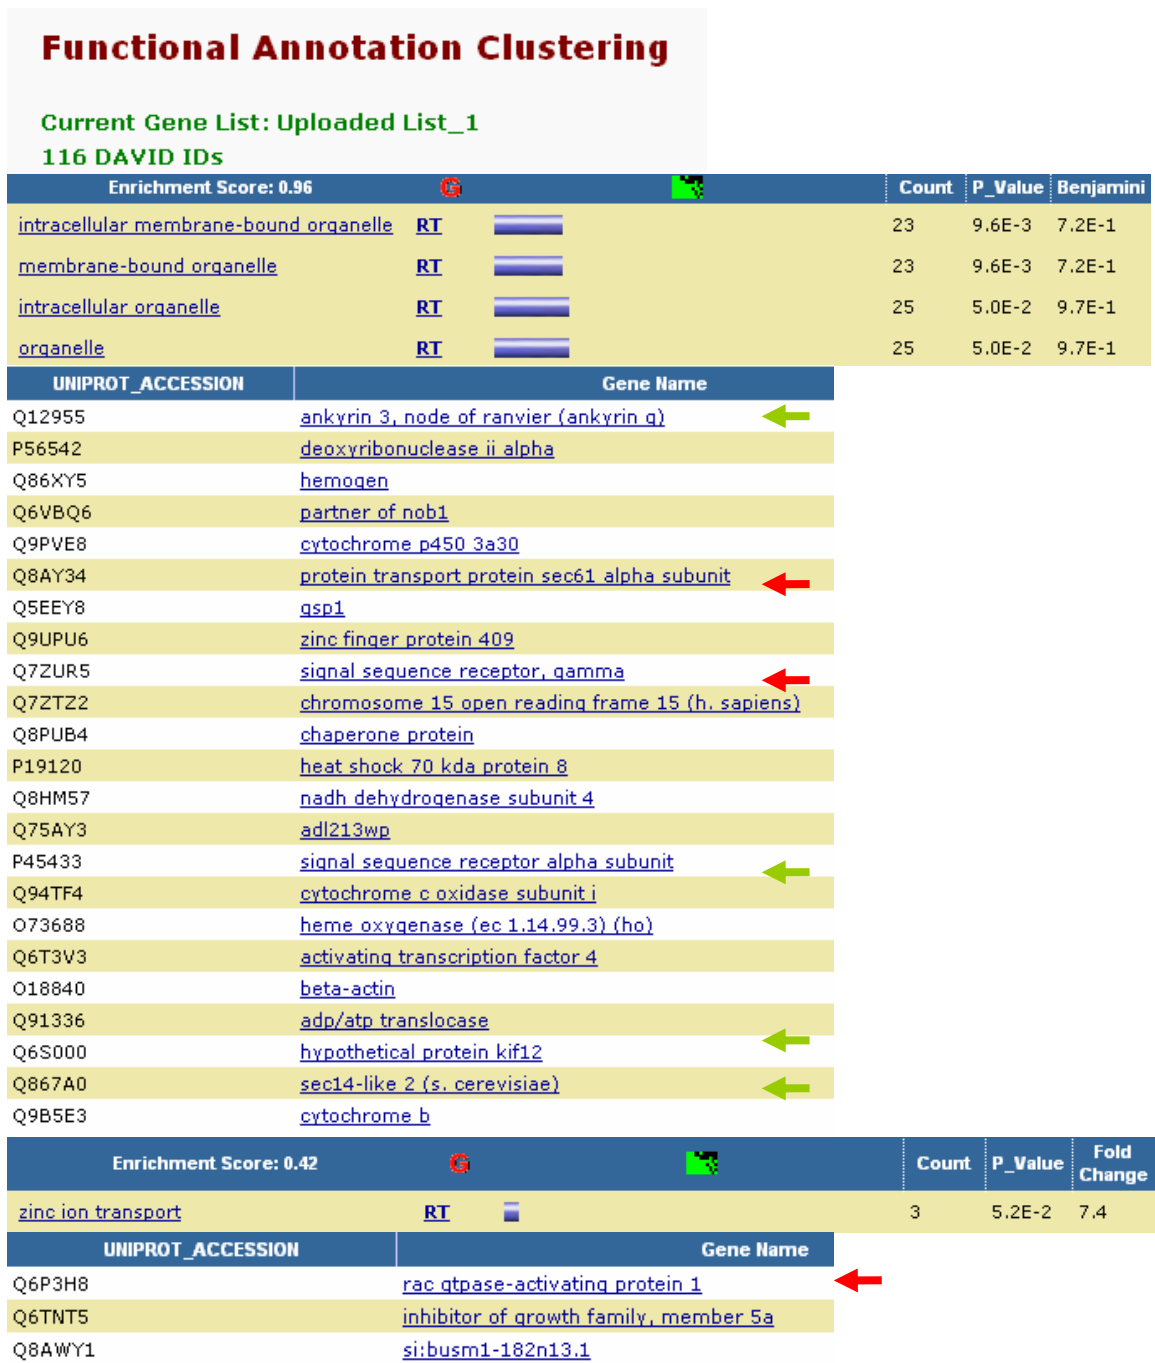 Functional Annotation Clustering
Current Gene List: Uploaded List_1
116 DAVID IDs
Enrichment Score: 0.96 G Count P_Value Benjamini
intracellular membrane-bound organelle RT 23 9.6E-3 7.2E-1
membrane-bound organelle RT 23 9.6E-3 7.2E-1
intracellular organelle RT 25 5.0E-2 9.7E-1
organelle RT 25 5.0E-2 9.7E-1
UNIPROT_ACCESSION Gene Name
Q12955 ankyrin 3, node of ranvier (ankyrin g)
P56542 deoxyribonuclease ii alpha
Q86XY5 hemogen
Q6VBQ6 partner of nob1
Q9PVE8 cytochrome p450 3a30
Q8AY34 protein transport protein sec61 alpha subunit
Q5EEY8 gsp1
Q9UPU6 zinc finger protein 409
Q7ZUR5 signal sequence receptor, gamma
Q7ZTZ2 chromosome 15 open reading frame 15 (h. sapiens)
Q8PUB4 chaperone protein
P19120 heat shock 70 kda protein 8
Q8HM57 nadh dehydrogenase subunit 4
Q75AY3 adl213wp
P45433 signal sequence receptor alpha subunit
Q94TF4 cytochrome c oxidase subunit i
O73688 heme oxygenase (ec 1.14.99.3) (ho)
Q6T3V3 activating transcription factor 4
O18840 beta-actin
Q91336 adp/atp translocase
Q6S000 hypothetical protein kif12
Q867A0 sec14-like 2 (s. cerevisiae)
Q9B5E3 cytochrome b
Enrichment Score: 0.42 G Count P_Value Fold Change
zinc ion transport RT 3 5.2E-2 7.4
UNIPROT_ACCESSION Gene Name
Q6P3H8 rac gtpase-activating protein 1
Q6TNT5 inhibitor of growth family, member 5a
Q8AWY1 si:busm1-182n13.1